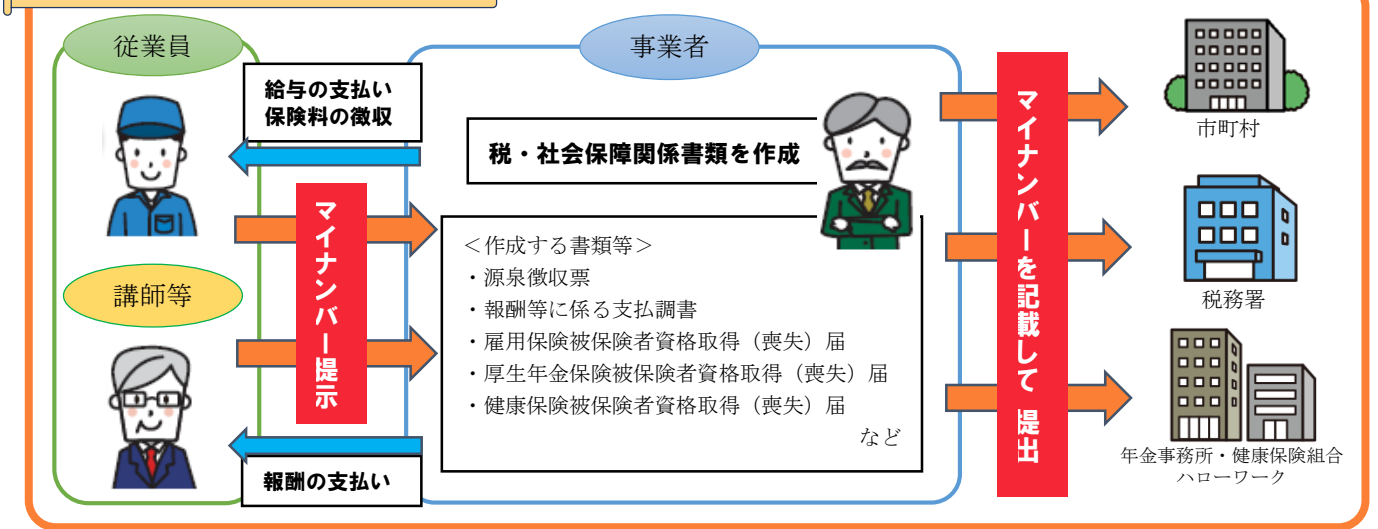 従業員
事業者
給与の支払い
保険料の徴収
税・社会保障関係書類を作成
マイナンバー提示
講師等
＜作成する書類等＞
・源泉徴収票
・報酬等に係る支払調書
・雇用保険被保険者資格取得（喪失）届
・厚生年金保険被保険者資格取得（喪失）届
・健康保険被保険者資格取得（喪失）届
など
報酬の支払い
マイナンバーを記載して 提出
市町村
税務署
年金事務所・健康保険組合
ハローワーク